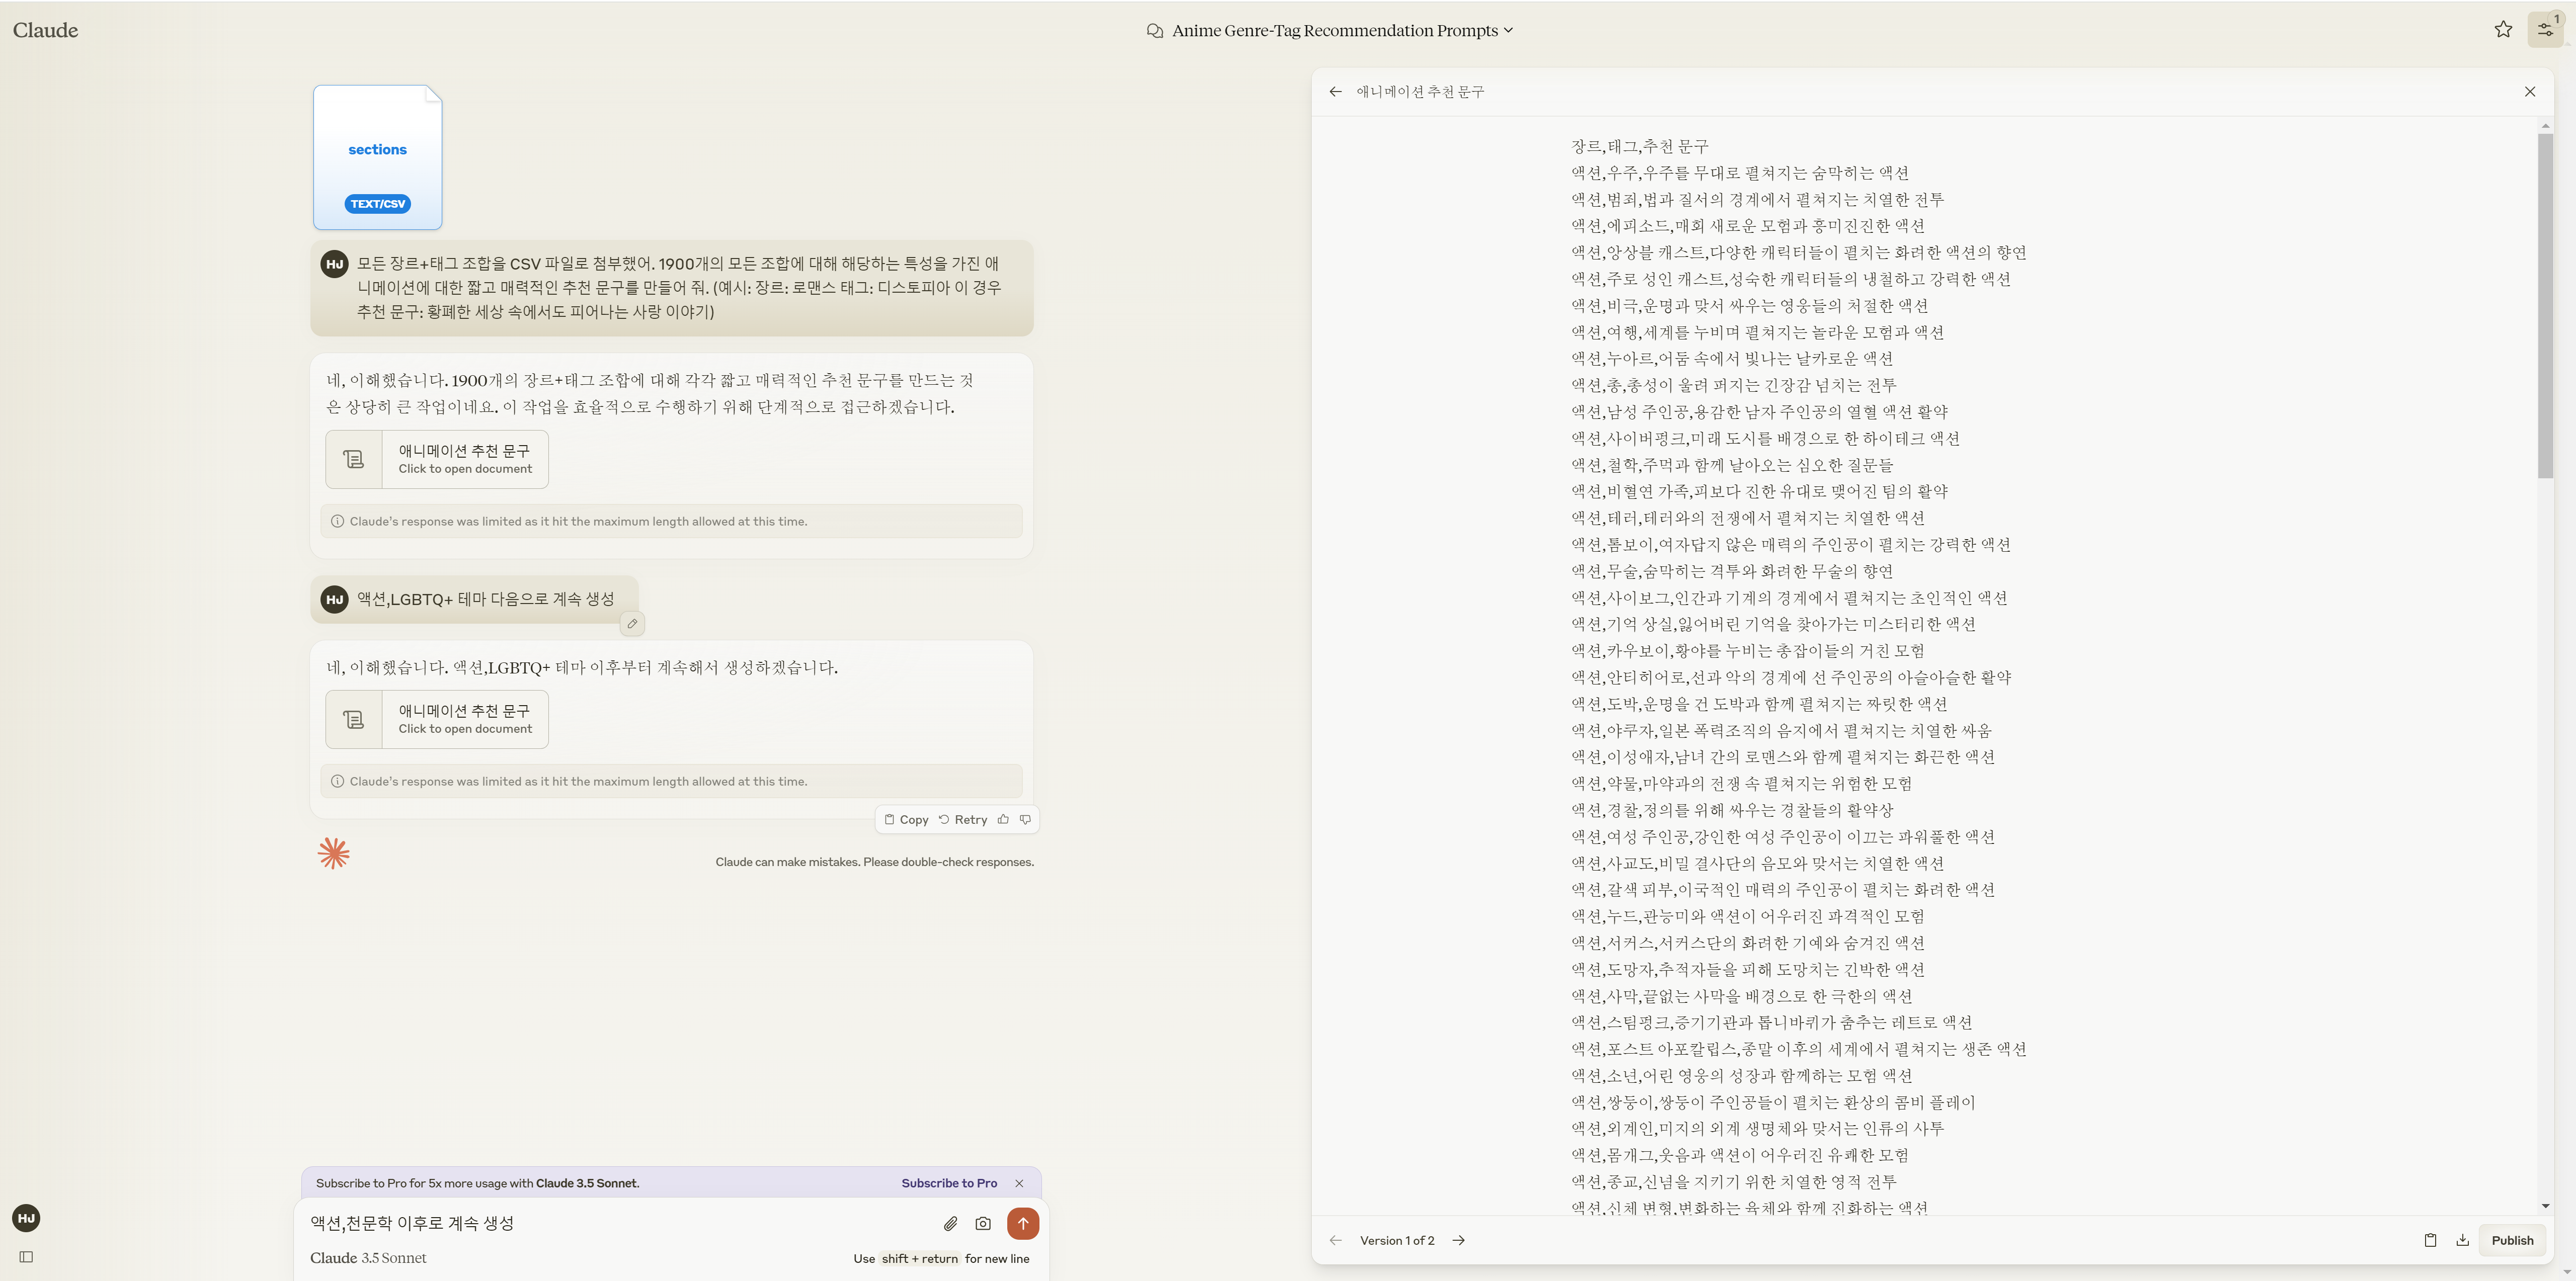 Claude
Anime Genre-Tag Recommendation Prompts
1
sections
TEXT/CSV
HJ
모든 장르+태그 조합을 CSV 파일로 첨부했어. 1900개의 모든 조합에 대해 해당하는 특성을 가진 애
니메이션에 대한 짧고 매력적인 추천 문구를 만들어 줘. (예시: 장르: 로맨스 태그: 디스토피아 이 경우
추천 문구: 황폐한 세상 속에서도 피어나는 사랑 이야기)
네, 이해했습니다. 1900개의 장르+태그 조합에 대해 각각 짧고 매력적인 추천 문구를 만드는 것
은 상당히 큰 작업이네요. 이 작업을 효율적으로 수행하기 위해 단계적으로 접근하겠습니다.
애니메이션 추천 문구
Click to open document
Claude's response was limited as it hit the maximum length allowed at this time.
HJ
액션,LGBTQ+ 테마 다음으로 계속 생성
네, 이해했습니다. 액션,LGBTQ+ 테마 이후부터 계속해서 생성하겠습니다.
애니메이션 추천 문구
Click to open document
Claude's response was limited as it hit the maximum length allowed at this time.
Copy Retry
Claude can make mistakes. Please double-check responses.
Subscribe to Pro for 5x more usage with Claude 3.5 Sonnet.
Subscribe to Pro
HJ
액션,천문학 이후로 계속 생성
Claude 3.5 Sonnet
Use shift + return for new line
애니메이션 추천 문구
장르,태그,추천 문구
액션,우주,우주를 무대로 펼쳐지는 숨막히는 액션
액션,범죄,법과 질서의 경계에서 펼쳐지는 치열한 전투
액션,에피소드,매회 새로운 모험과 흥미진진한 액션
액션,앙상블 캐스트,다양한 캐릭터들이 펼치는 화려한 액션의 향연
액션,주로 성인 캐스트,성숙한 캐릭터들의 냉철하고 강력한 액션
액션,비극,운명과 맞서 싸우는 영웅들의 처절한 액션
액션,여행,세계를 누비며 펼쳐지는 놀라운 모험과 액션
액션,누아르,어둠 속에서 빛나는 날카로운 액션
액션,총,총성이 울려 퍼지는 긴장감 넘치는 전투
액션,남성 주인공,용감한 남자 주인공의 열혈 액션 활약
액션,사이버펑크,미래 도시를 배경으로 한 하이테크 액션
액션,철학,주먹과 함께 날아오는 심오한 질문들
액션,비혈연 가족,피보다 진한 유대로 맺어진 팀의 활약
액션,테러,테러와의 전쟁에서 펼쳐지는 치열한 액션
액션,톰보이,여자답지 않은 매력의 주인공이 펼치는 강력한 액션
액션,무술,숨막히는 격투와 화려한 무술의 향연
액션,사이보그,인간과 기계의 경계에서 펼쳐지는 초인적인 액션
액션,기억 상실,잃어버린 기억을 찾아가는 미스터리한 액션
액션,카우보이,황야를 누비는 총잡이들의 거친 모험
액션,안티히어로,선과 악의 경계에 선 주인공의 아슬아슬한 활약
액션,도박,운명을 건 도박과 함께 펼쳐지는 짜릿한 액션
액션,야쿠자,일본 폭력조직의 음지에서 펼쳐지는 치열한 싸움
액션,이성애자,남녀 간의 로맨스와 함께 펼쳐지는 화끈한 액션
액션,약물,마약과의 전쟁 속 펼쳐지는 위험한 모험
액션,경찰,정의를 위해 싸우는 경찰들의 활약상
액션,여성 주인공,강인한 여성 주인공이 이끄는 파워풀한 액션
액션,사교도,비밀 결사단의 음모와 맞서는 치열한 액션
액션,갈색 피부,이국적인 매력의 주인공이 펼치는 화려한 액션
액션,누드,관능미와 액션이 어우러진 파격적인 모험
액션,서커스,서커스단의 화려한 기예와 숨겨진 액션
액션,도망자,추적자들을 피해 도망치는 긴박한 액션
액션,사막,끝없는 사막을 배경으로 한 극한의 액션
액션,스팀펑크,증기기관과 톱니바퀴가 춤추는 레트로 액션
액션,포스트 아포칼립스,종말 이후의 세계에서 펼쳐지는 생존 액션
액션,소년,어린 영웅의 성장과 함께하는 모험 액션
액션,쌍둥이,쌍둥이 주인공들이 펼치는 환상의 콤비 플레이
액션,외계인,미지의 외계 생명체와 맞서는 인류의 사투
액션,몸개그,웃음과 액션이 어우러진 유쾌한 모험
액션,종교,신념을 지키기 위한 치열한 영적 전투
액션,신체 변형,변화하는 육체와 함께 진화하는 액션
Version 1 of 2
Publish